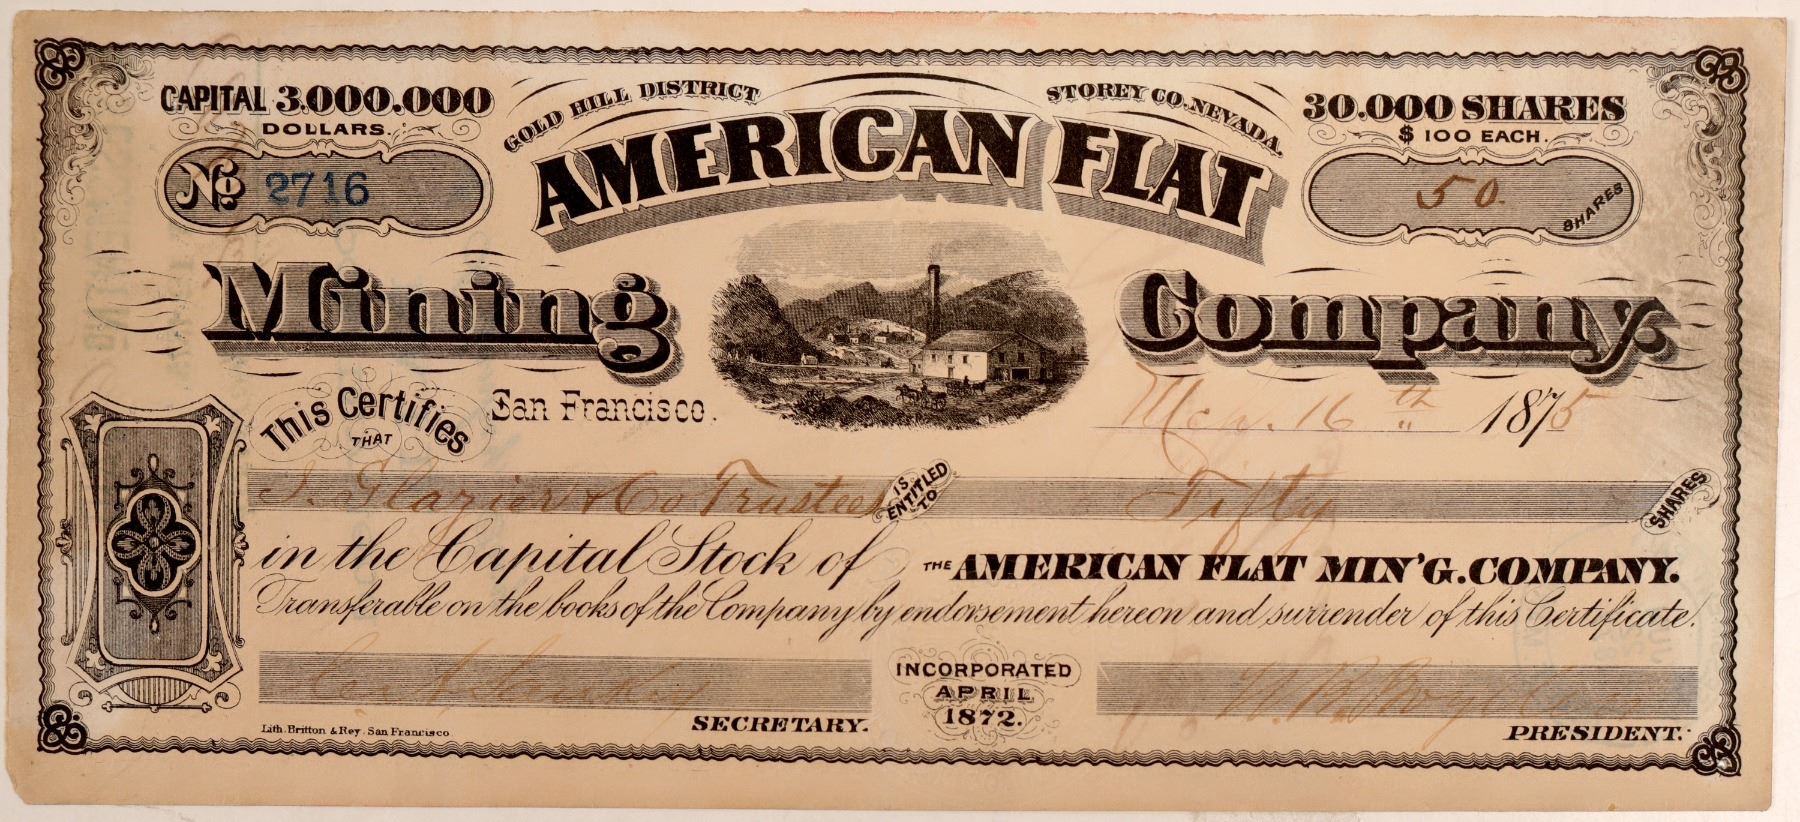 CAPITAL 3.000.000
DOLLARS.
GOLD HILL DISTRICT
STOREY CO. NEVADA.
30.000 SHARES
$ 100 EACH.
No 2716
AMERICAN FLAT
50.
SHARES
Mining Company.
This Certifies
THAT
San Francisco.
Mch. 16th 1875
J. Glazier & Co Trustees
IS ENTITLED TO
Fifty
SHARES
in the Capital Stock of THE AMERICAN FLAT MIN'G. COMPANY.
Transferable on the books of the Company by endorsement hereon and surrender of this Certificate.
INCORPORATED
APRIL
1872.
SECRETARY.
PRESIDENT.
Lith. Britton & Rey. San Francisco